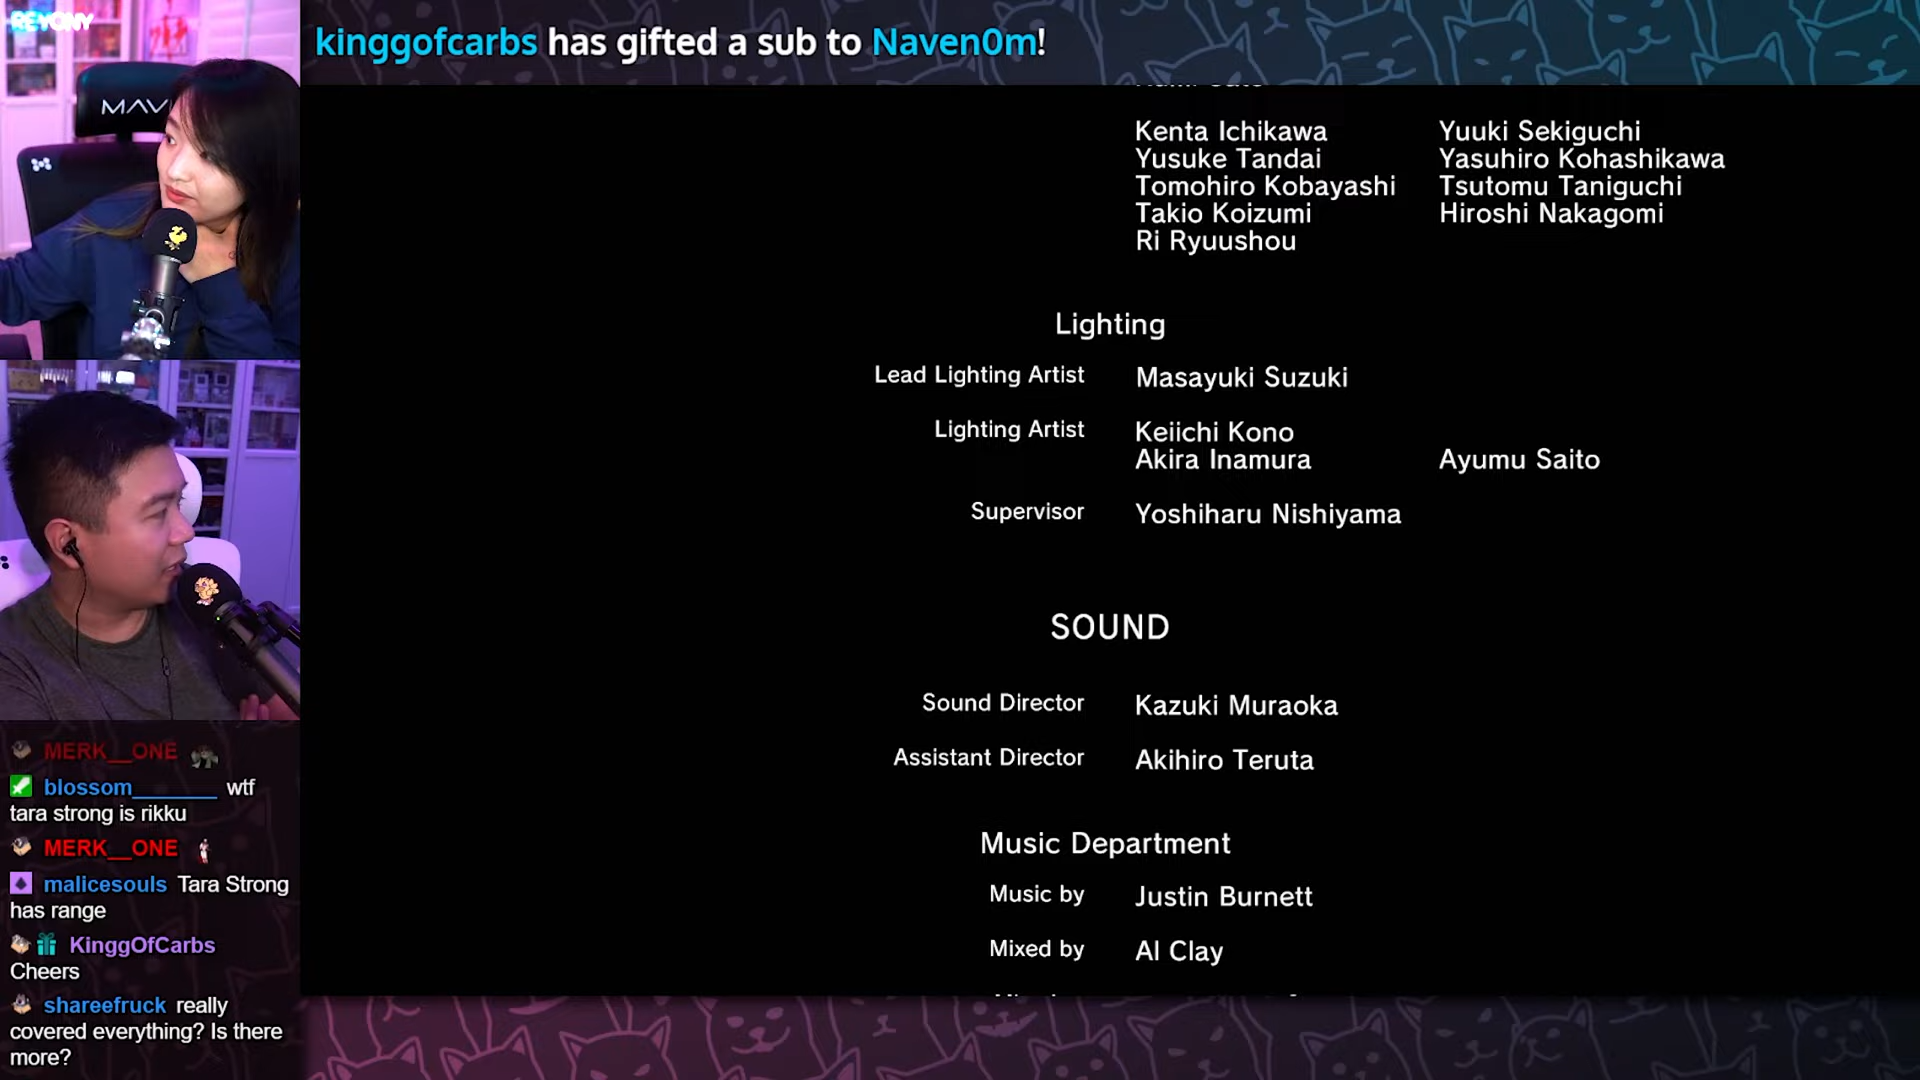 REYONY
MAV
kinggofcarbs has gifted a sub to Naven0m!
Kenta Ichikawa Yuuki Sekiguchi
Yusuke Tandai Yasuhiro Kohashikawa
Tomohiro Kobayashi Tsutomu Taniguchi
Takio Koizumi Hiroshi Nakagomi
Ri Ryuushou
Lighting
Lead Lighting Artist Masayuki Suzuki
Lighting Artist Keiichi Kono
Akira Inamura Ayumu Saito
Supervisor Yoshiharu Nishiyama
SOUND
Sound Director Kazuki Muraoka
Assistant Director Akihiro Teruta
Music Department
Music by Justin Burnett
Mixed by Al Clay
MERK__ONE
blossom_______ wtf
tara strong is rikku
MERK__ONE
malicesouls Tara Strong
has range
KinggOfCarbs
Cheers
shareefruck really
covered everything? Is there
more?